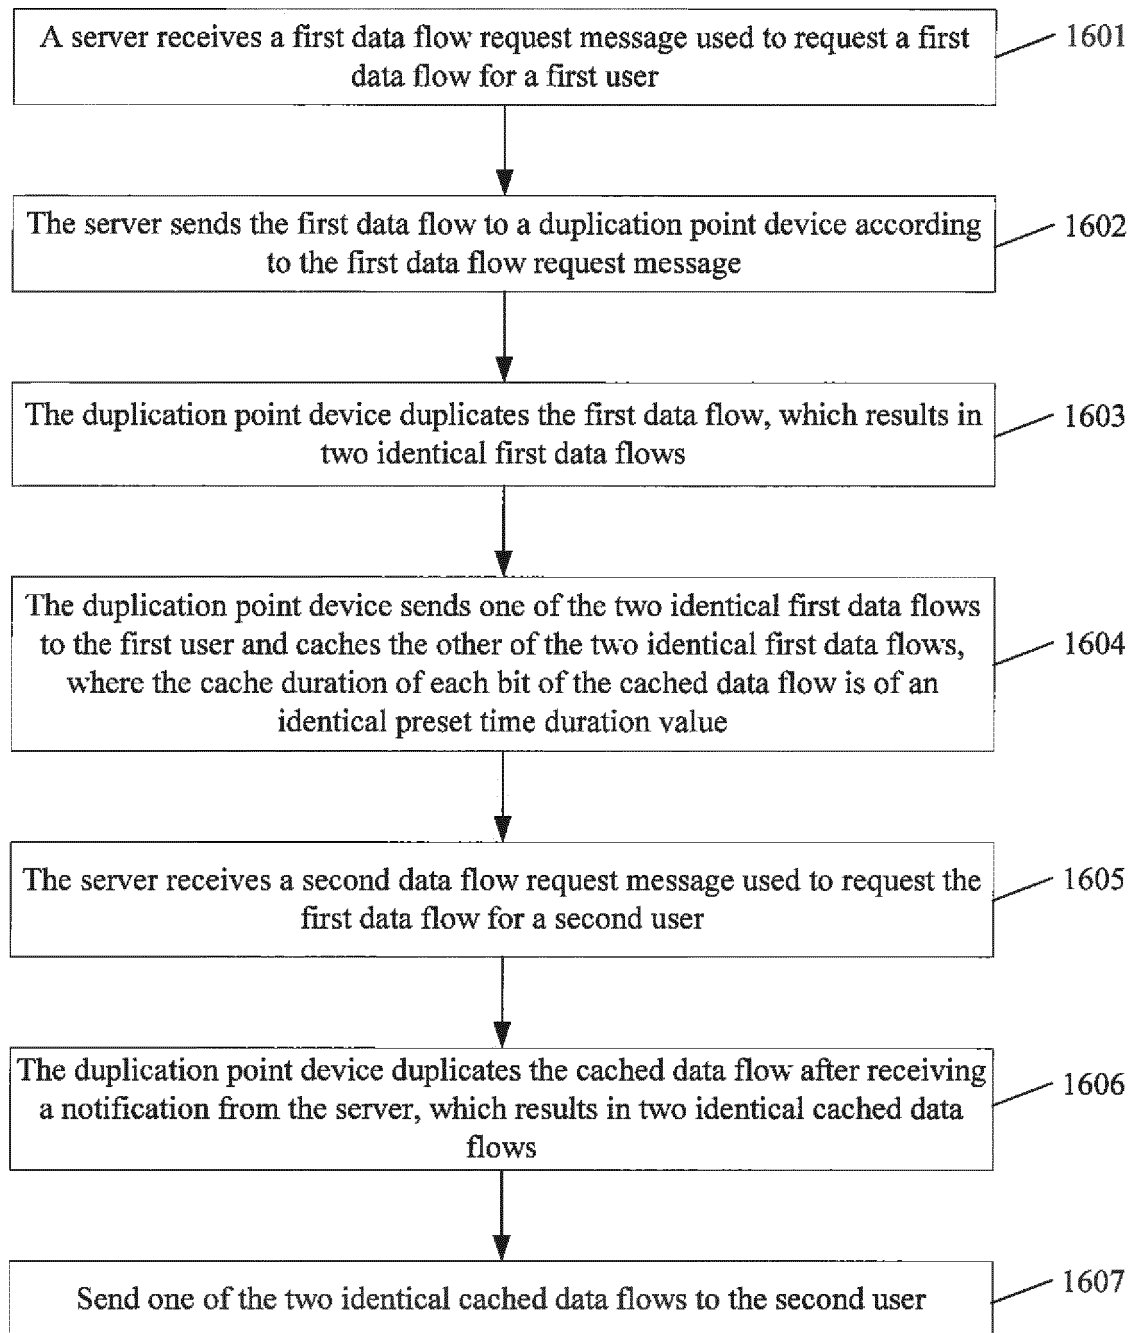 A server receives a first data flow request message used to request a first
data flow for a first user
1601
The server sends the first data flow to a duplication point device according
to the first data flow request message
1602
The duplication point device duplicates the first data flow, which results in
two identical first data flows
1603
The duplication point device sends one of the two identical first data flows
to the first user and caches the other of the two identical first data flows,
where the cache duration of each bit of the cached data flow is of an
identical preset time duration value
1604
The server receives a second data flow request message used to request the
first data flow for a second user
1605
The duplication point device duplicates the cached data flow after receiving
a notification from the server, which results in two identical cached data
flows
1606
Send one of the two identical cached data flows to the second user
1607